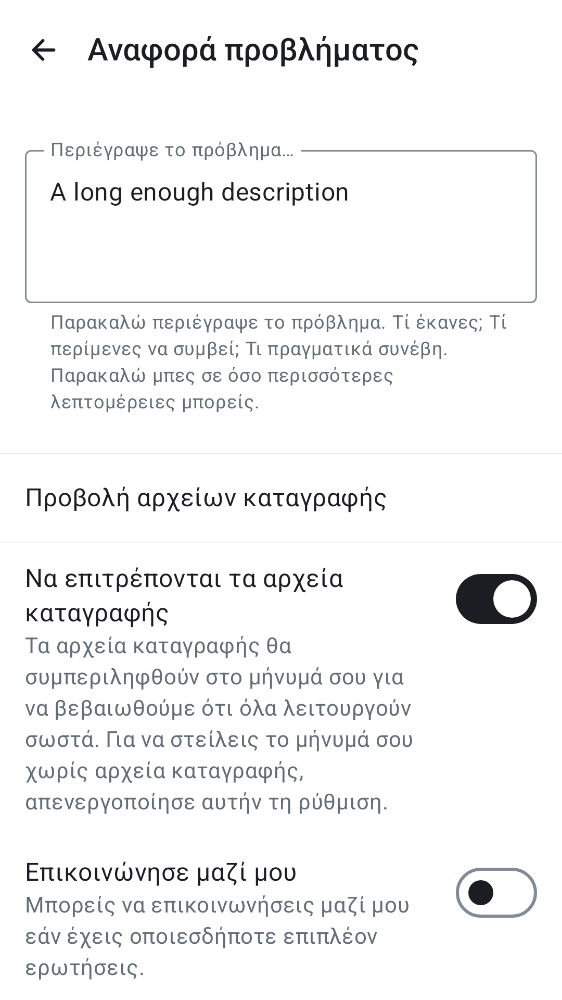 Αναφορά προβλήματος
Περιέγραψε το πρόβλημα…
A long enough description
Παρακαλώ περιέγραψε το πρόβλημα. Τί έκανες; Τί
περίμενες να συμβεί; Τι πραγματικά συνέβη.
Παρακαλώ μπες σε όσο περισσότερες
λεπτομέρειες μπορείς.
Προβολή αρχείων καταγραφής
Να επιτρέπονται τα αρχεία
καταγραφής
Τα αρχεία καταγραφής θα
συμπεριληφθούν στο μήνυμά σου για
να βεβαιωθούμε ότι όλα λειτουργούν
σωστά. Για να στείλεις το μήνυμά σου
χωρίς αρχεία καταγραφής,
απενεργοποίησε αυτήν τη ρύθμιση.
Επικοινώνησε μαζί μου
Μπορείς να επικοινωνήσεις μαζί μου
εάν έχεις οποιεσδήποτε επιπλέον
ερωτήσεις.